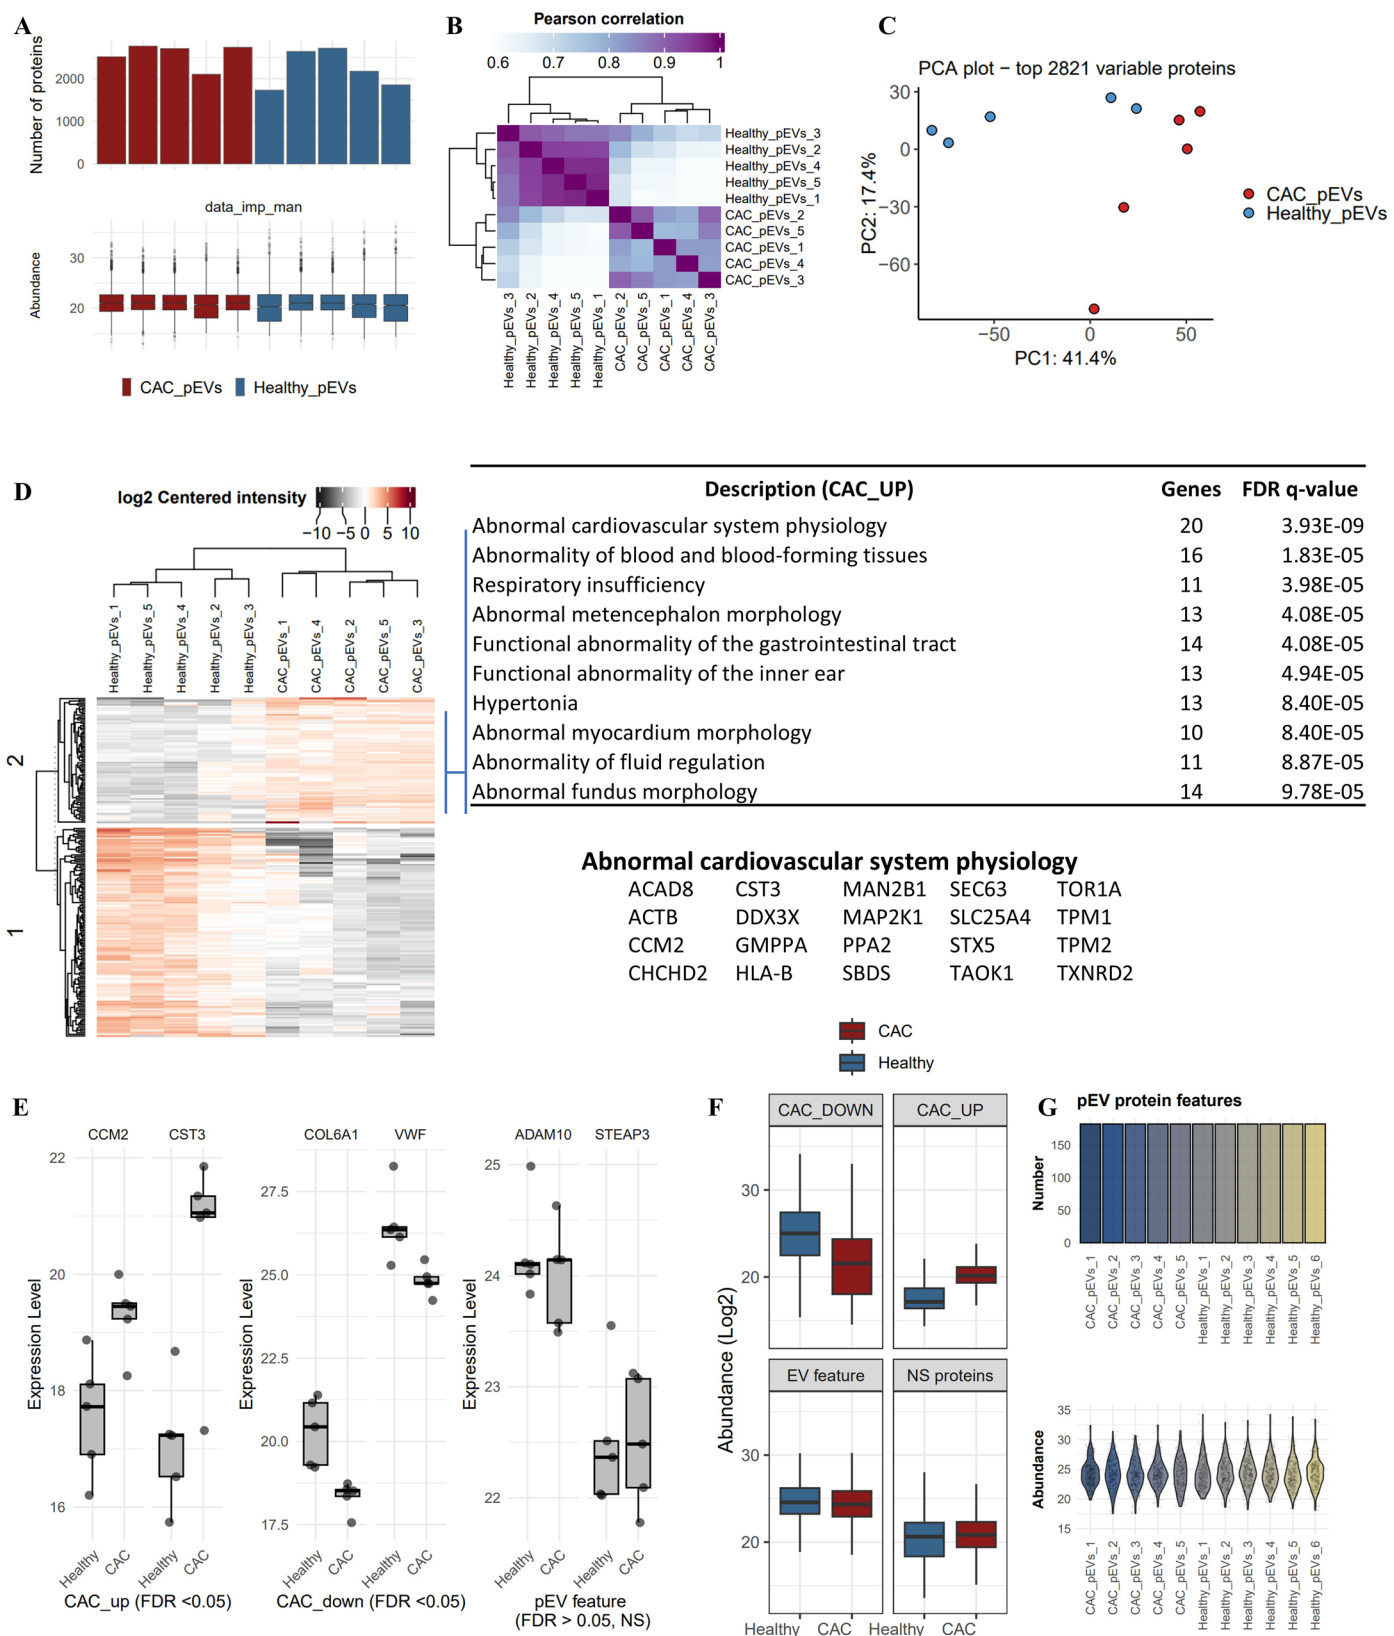 A
Number of proteins
2000
1000
0
data_imp_man
Abundance
30
20
CAC_pEVs
Healthy_pEVs
B
Pearson correlation
0.6 0.7 0.8 0.9 1
Healthy_pEVs_3
Healthy_pEVs_2
Healthy_pEVs_4
Healthy_pEVs_5
Healthy_pEVs_1
CAC_pEVs_2
CAC_pEVs_5
CAC_pEVs_1
CAC_pEVs_4
CAC_pEVs_3
Healthy_pEVs_3
Healthy_pEVs_2
Healthy_pEVs_4
Healthy_pEVs_5
Healthy_pEVs_1
CAC_pEVs_2
CAC_pEVs_5
CAC_pEVs_1
CAC_pEVs_4
CAC_pEVs_3
C
PCA plot − top 2821 variable proteins
PC2: 17.4%
30
0
−30
−60
−50 0 50
PC1: 41.4%
CAC_pEVs
Healthy_pEVs
D
log2 Centered intensity
−10 −5 0 5 10
Healthy_pEVs_1
Healthy_pEVs_5
Healthy_pEVs_4
Healthy_pEVs_2
Healthy_pEVs_3
CAC_pEVs_1
CAC_pEVs_4
CAC_pEVs_2
CAC_pEVs_5
CAC_pEVs_3
2
1
Description (CAC_UP) Genes FDR q-value
Abnormal cardiovascular system physiology 20 3.93E-09
Abnormality of blood and blood-forming tissues 16 1.83E-05
Respiratory insufficiency 11 3.98E-05
Abnormal metencephalon morphology 13 4.08E-05
Functional abnormality of the gastrointestinal tract 14 4.08E-05
Functional abnormality of the inner ear 13 4.94E-05
Hypertonia 13 8.40E-05
Abnormal myocardium morphology 10 8.40E-05
Abnormality of fluid regulation 11 8.87E-05
Abnormal fundus morphology 14 9.78E-05
Abnormal cardiovascular system physiology
ACAD8 CST3 MAN2B1 SEC63 TOR1A
ACTB DDX3X MAP2K1 SLC25A4 TPM1
CCM2 GMPPA PPA2 STX5 TPM2
CHCHD2 HLA-B SBDS TAOK1 TXNRD2
CAC
Healthy
E
CCM2 CST3
Expression Level
22
20
18
16
Healthy CAC Healthy CAC
CAC_up (FDR <0.05)
COL6A1 VWF
Expression Level
27.5
25.0
22.5
20.0
17.5
Healthy CAC Healthy CAC
CAC_down (FDR <0.05)
ADAM10 STEAP3
Expression Level
25
24
23
22
Healthy CAC Healthy CAC
pEV feature
(FDR > 0.05, NS)
F
CAC_DOWN CAC_UP
Abundance (Log2)
30
20
EV feature NS proteins
30
20
Healthy CAC Healthy CAC
G
pEV protein features
Number
150
100
50
0
CAC_pEVs_1
CAC_pEVs_2
CAC_pEVs_3
CAC_pEVs_4
CAC_pEVs_5
Healthy_pEVs_1
Healthy_pEVs_2
Healthy_pEVs_3
Healthy_pEVs_4
Healthy_pEVs_5
Healthy_pEVs_6
Abundance
35
30
25
20
15
CAC_pEVs_1
CAC_pEVs_2
CAC_pEVs_3
CAC_pEVs_4
CAC_pEVs_5
Healthy_pEVs_1
Healthy_pEVs_2
Healthy_pEVs_3
Healthy_pEVs_4
Healthy_pEVs_5
Healthy_pEVs_6